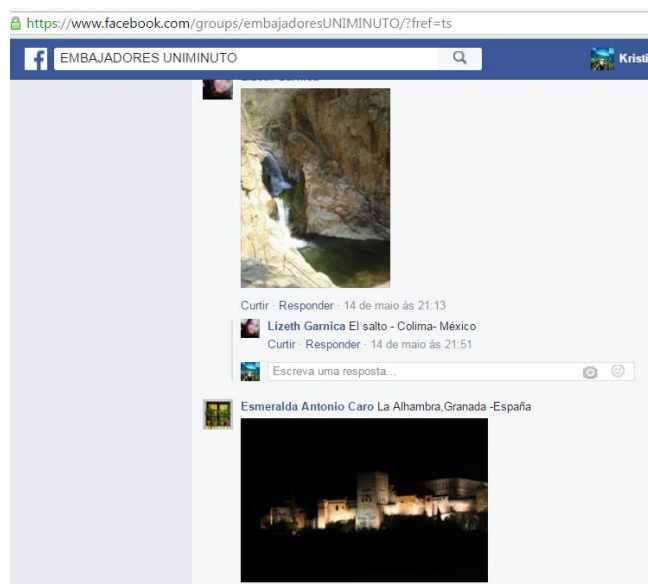 https://www.facebook.com/groups/embajadoresUNIMINUTO/?fref=ts
EMBAJADORES UNIMINUTO
Kristi
Lizeth Garnica
Curtir · Responder · 14 de maio às 21:13
Lizeth Garnica El salto - Colima- México
Curtir · Responder · 14 de maio às 21:51
Escreva uma resposta...
Esmeralda Antonio Caro La Alhambra,Granada -España